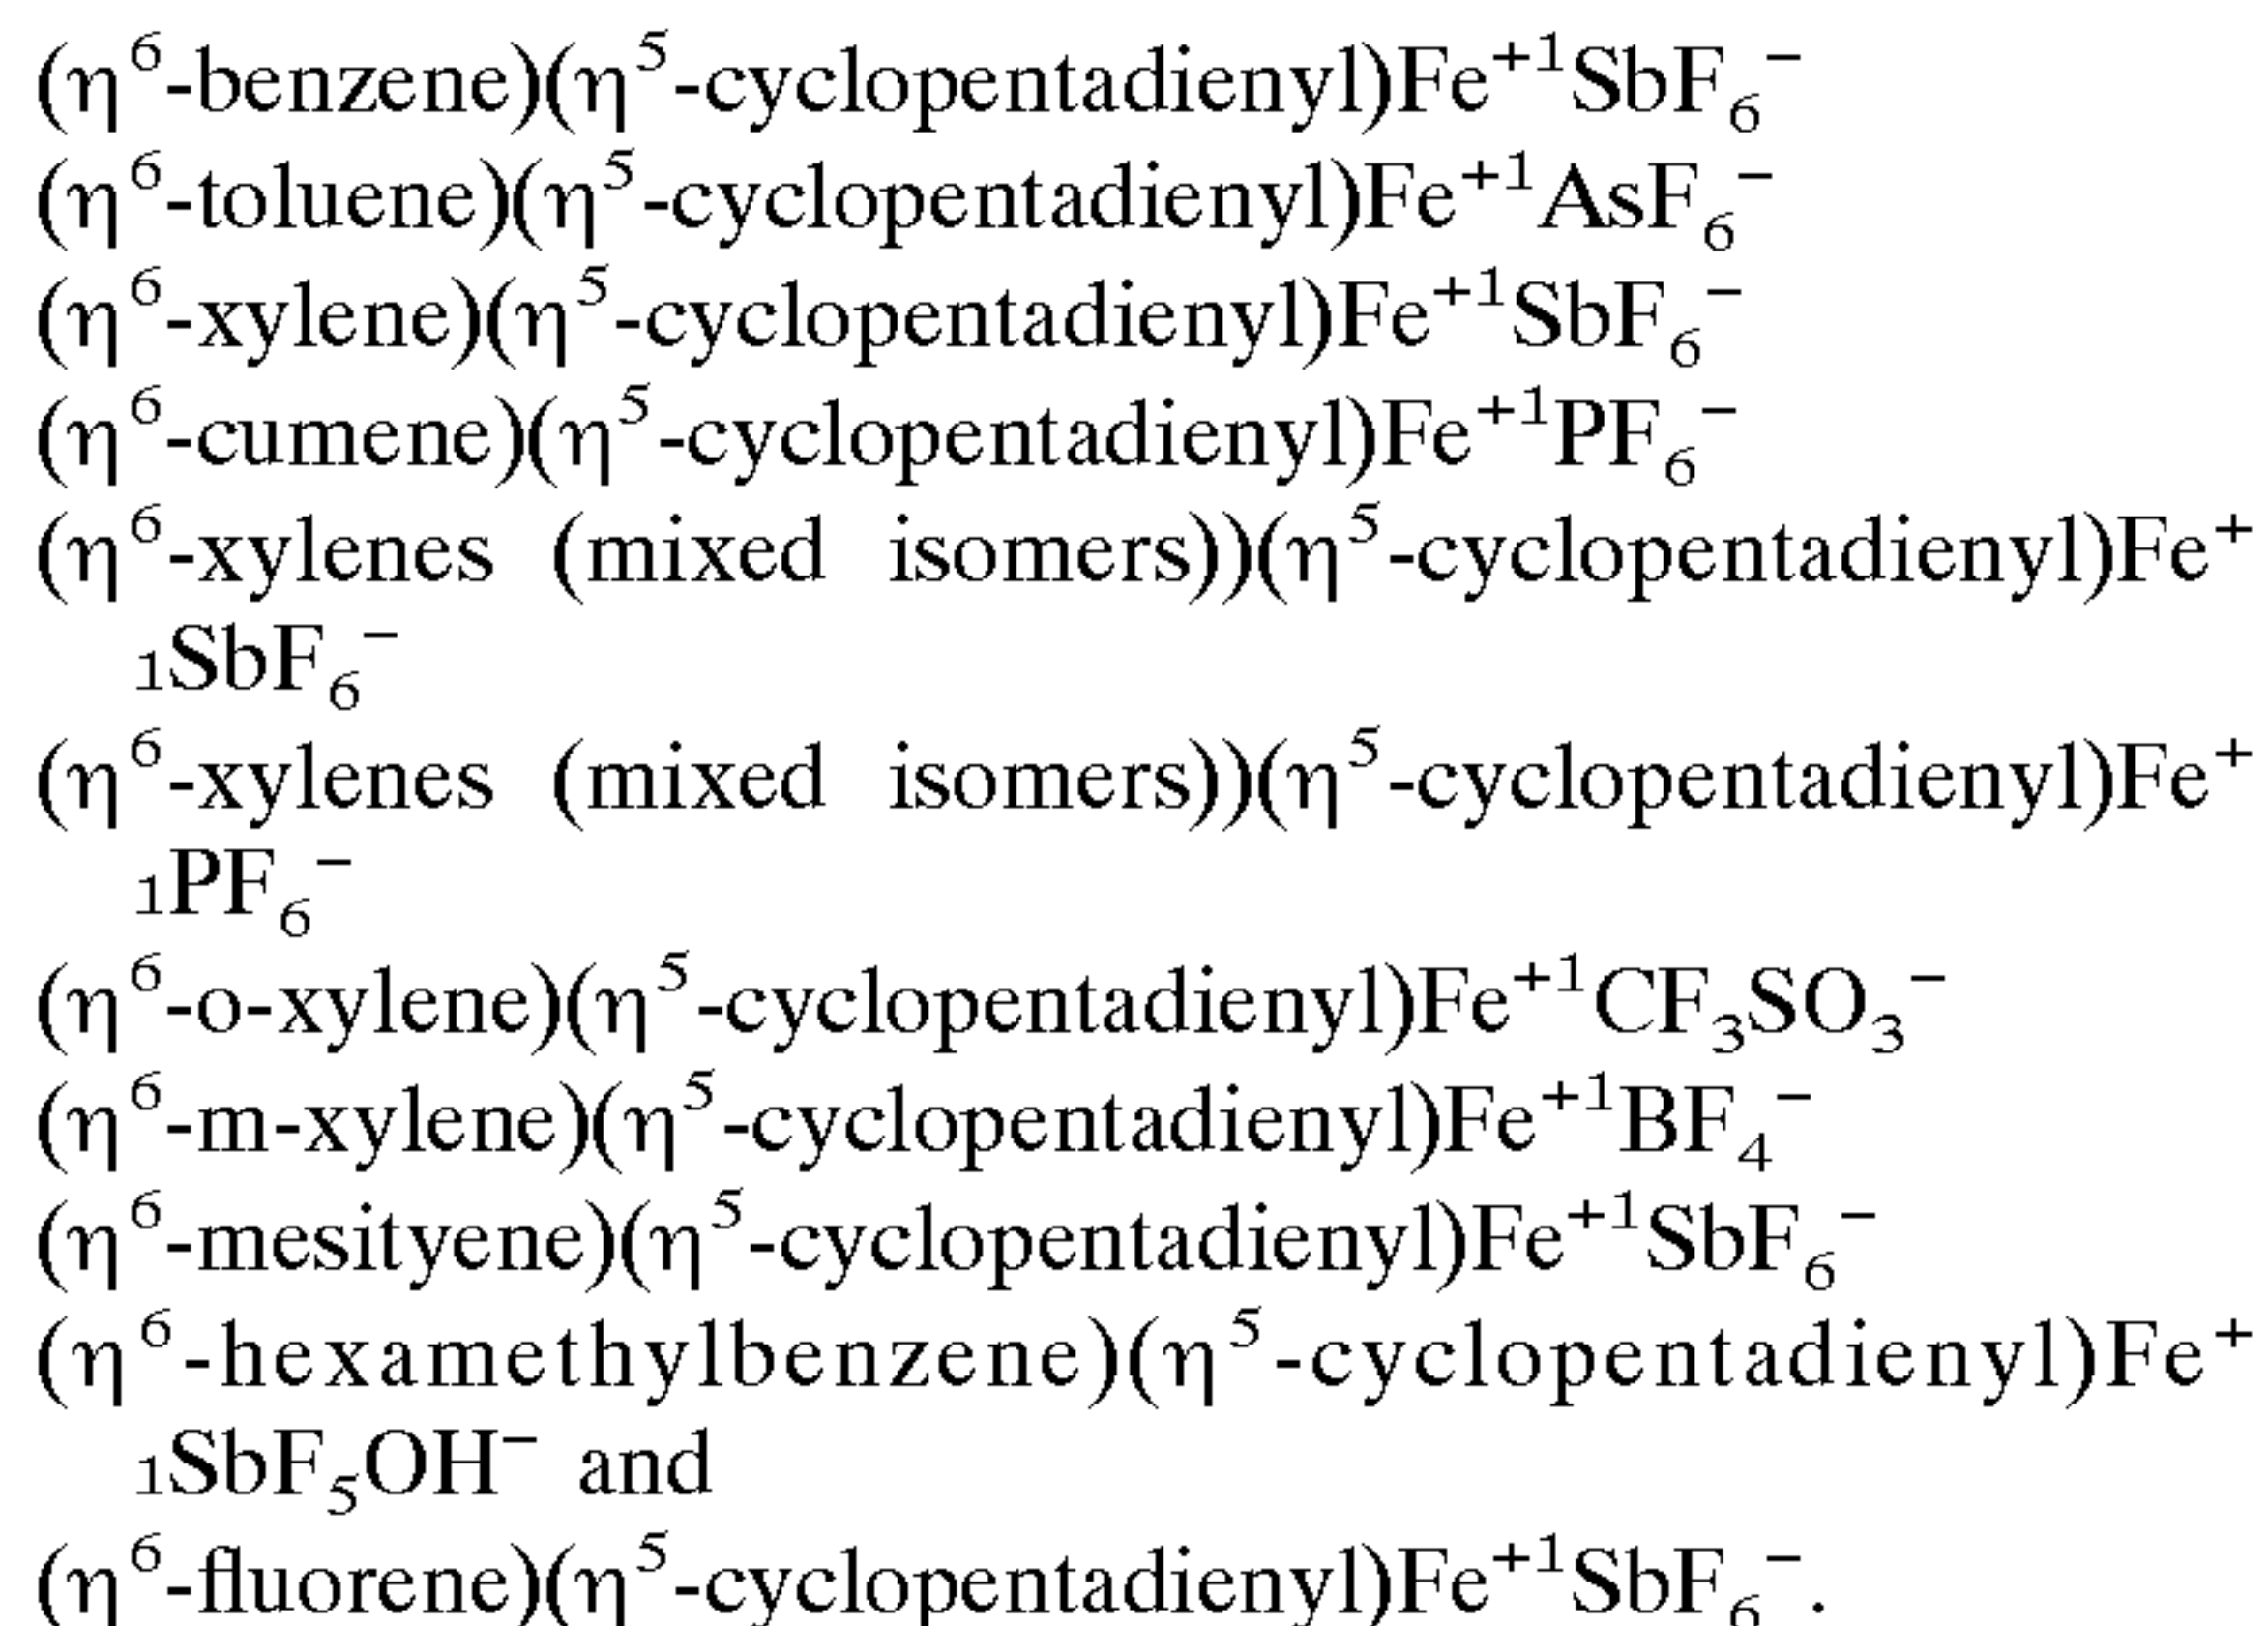 (η⁶-benzene)(η⁵-cyclopentadienyl)Fe⁺¹SbF₆⁻
(η⁶-toluene)(η⁵-cyclopentadienyl)Fe⁺¹AsF₆⁻
(η⁶-xylene)(η⁵-cyclopentadienyl)Fe⁺¹SbF₆⁻
(η⁶-cumene)(η⁵-cyclopentadienyl)Fe⁺¹PF₆⁻
(η⁶-xylenes (mixed isomers))(η⁵-cyclopentadienyl)Fe⁺
₁SbF₆⁻
(η⁶-xylenes (mixed isomers))(η⁵-cyclopentadienyl)Fe⁺
₁PF₆⁻
(η⁶-o-xylene)(η⁵-cyclopentadienyl)Fe⁺¹CF₃SO₃⁻
(η⁶-m-xylene)(η⁵-cyclopentadienyl)Fe⁺¹BF₄⁻
(η⁶-mesityene)(η⁵-cyclopentadienyl)Fe⁺¹SbF₆⁻
(η⁶-hexamethylbenzene)(η⁵-cyclopentadienyl)Fe⁺
₁SbF₅OH⁻ and
(η⁶-fluorene)(η⁵-cyclopentadienyl)Fe⁺¹SbF₆⁻.